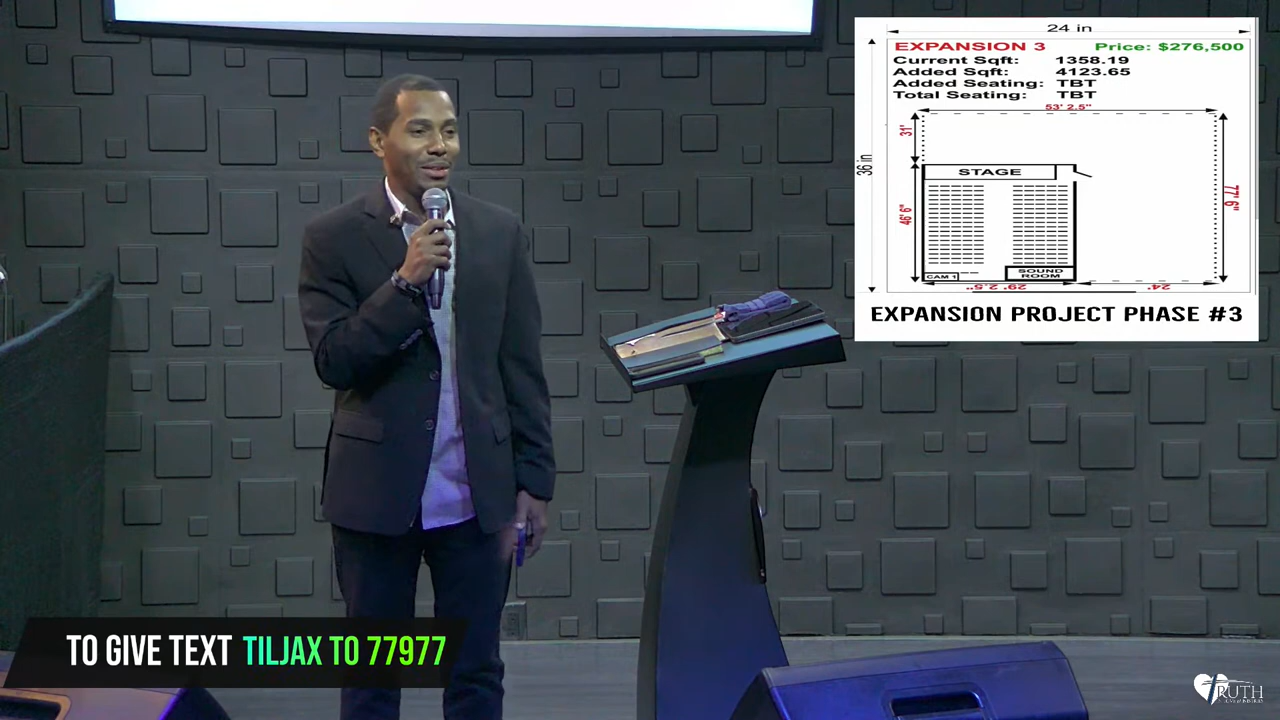 24 in
EXPANSION 3 Price: $276,500
Current Sqft: 1358.19
Added Sqft: 4123.65
Added Seating: TBT
Total Seating: TBT
53' 2.5"
31'
36 in
STAGE
46' 6"
77' 6"
CAM 1
SOUND
ROOM
29' 2.5"
24'
EXPANSION PROJECT PHASE #3
TO GIVE TEXT TILJAX TO 77977
TRUTH